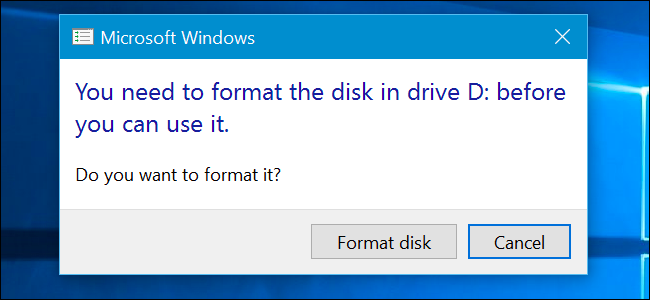 Microsoft Windows
You need to format the disk in drive D: before
you can use it.
Do you want to format it?
Format disk
Cancel